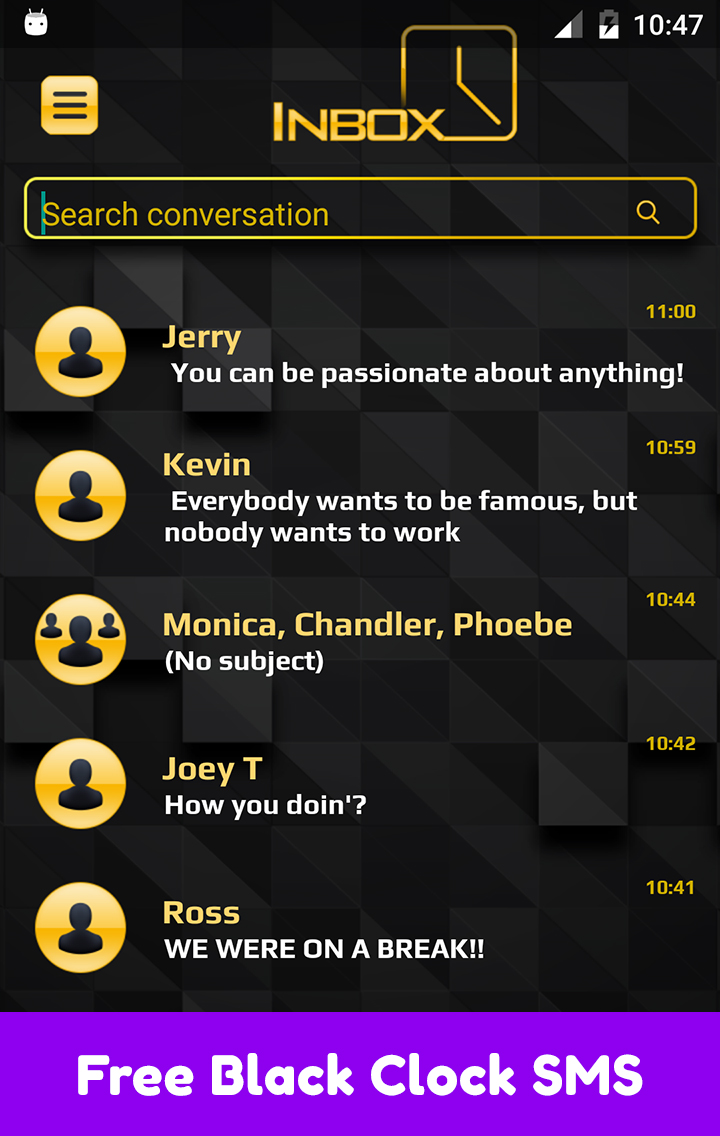 10:47
INBOX
Search conversation
11:00
Jerry
You can be passionate about anything!
10:59
Kevin
Everybody wants to be famous, but
nobody wants to work
10:44
Monica, Chandler, Phoebe
(No subject)
10:42
Joey T
How you doin'?
10:41
Ross
WE WERE ON A BREAK!!
Free Black Clock SMS